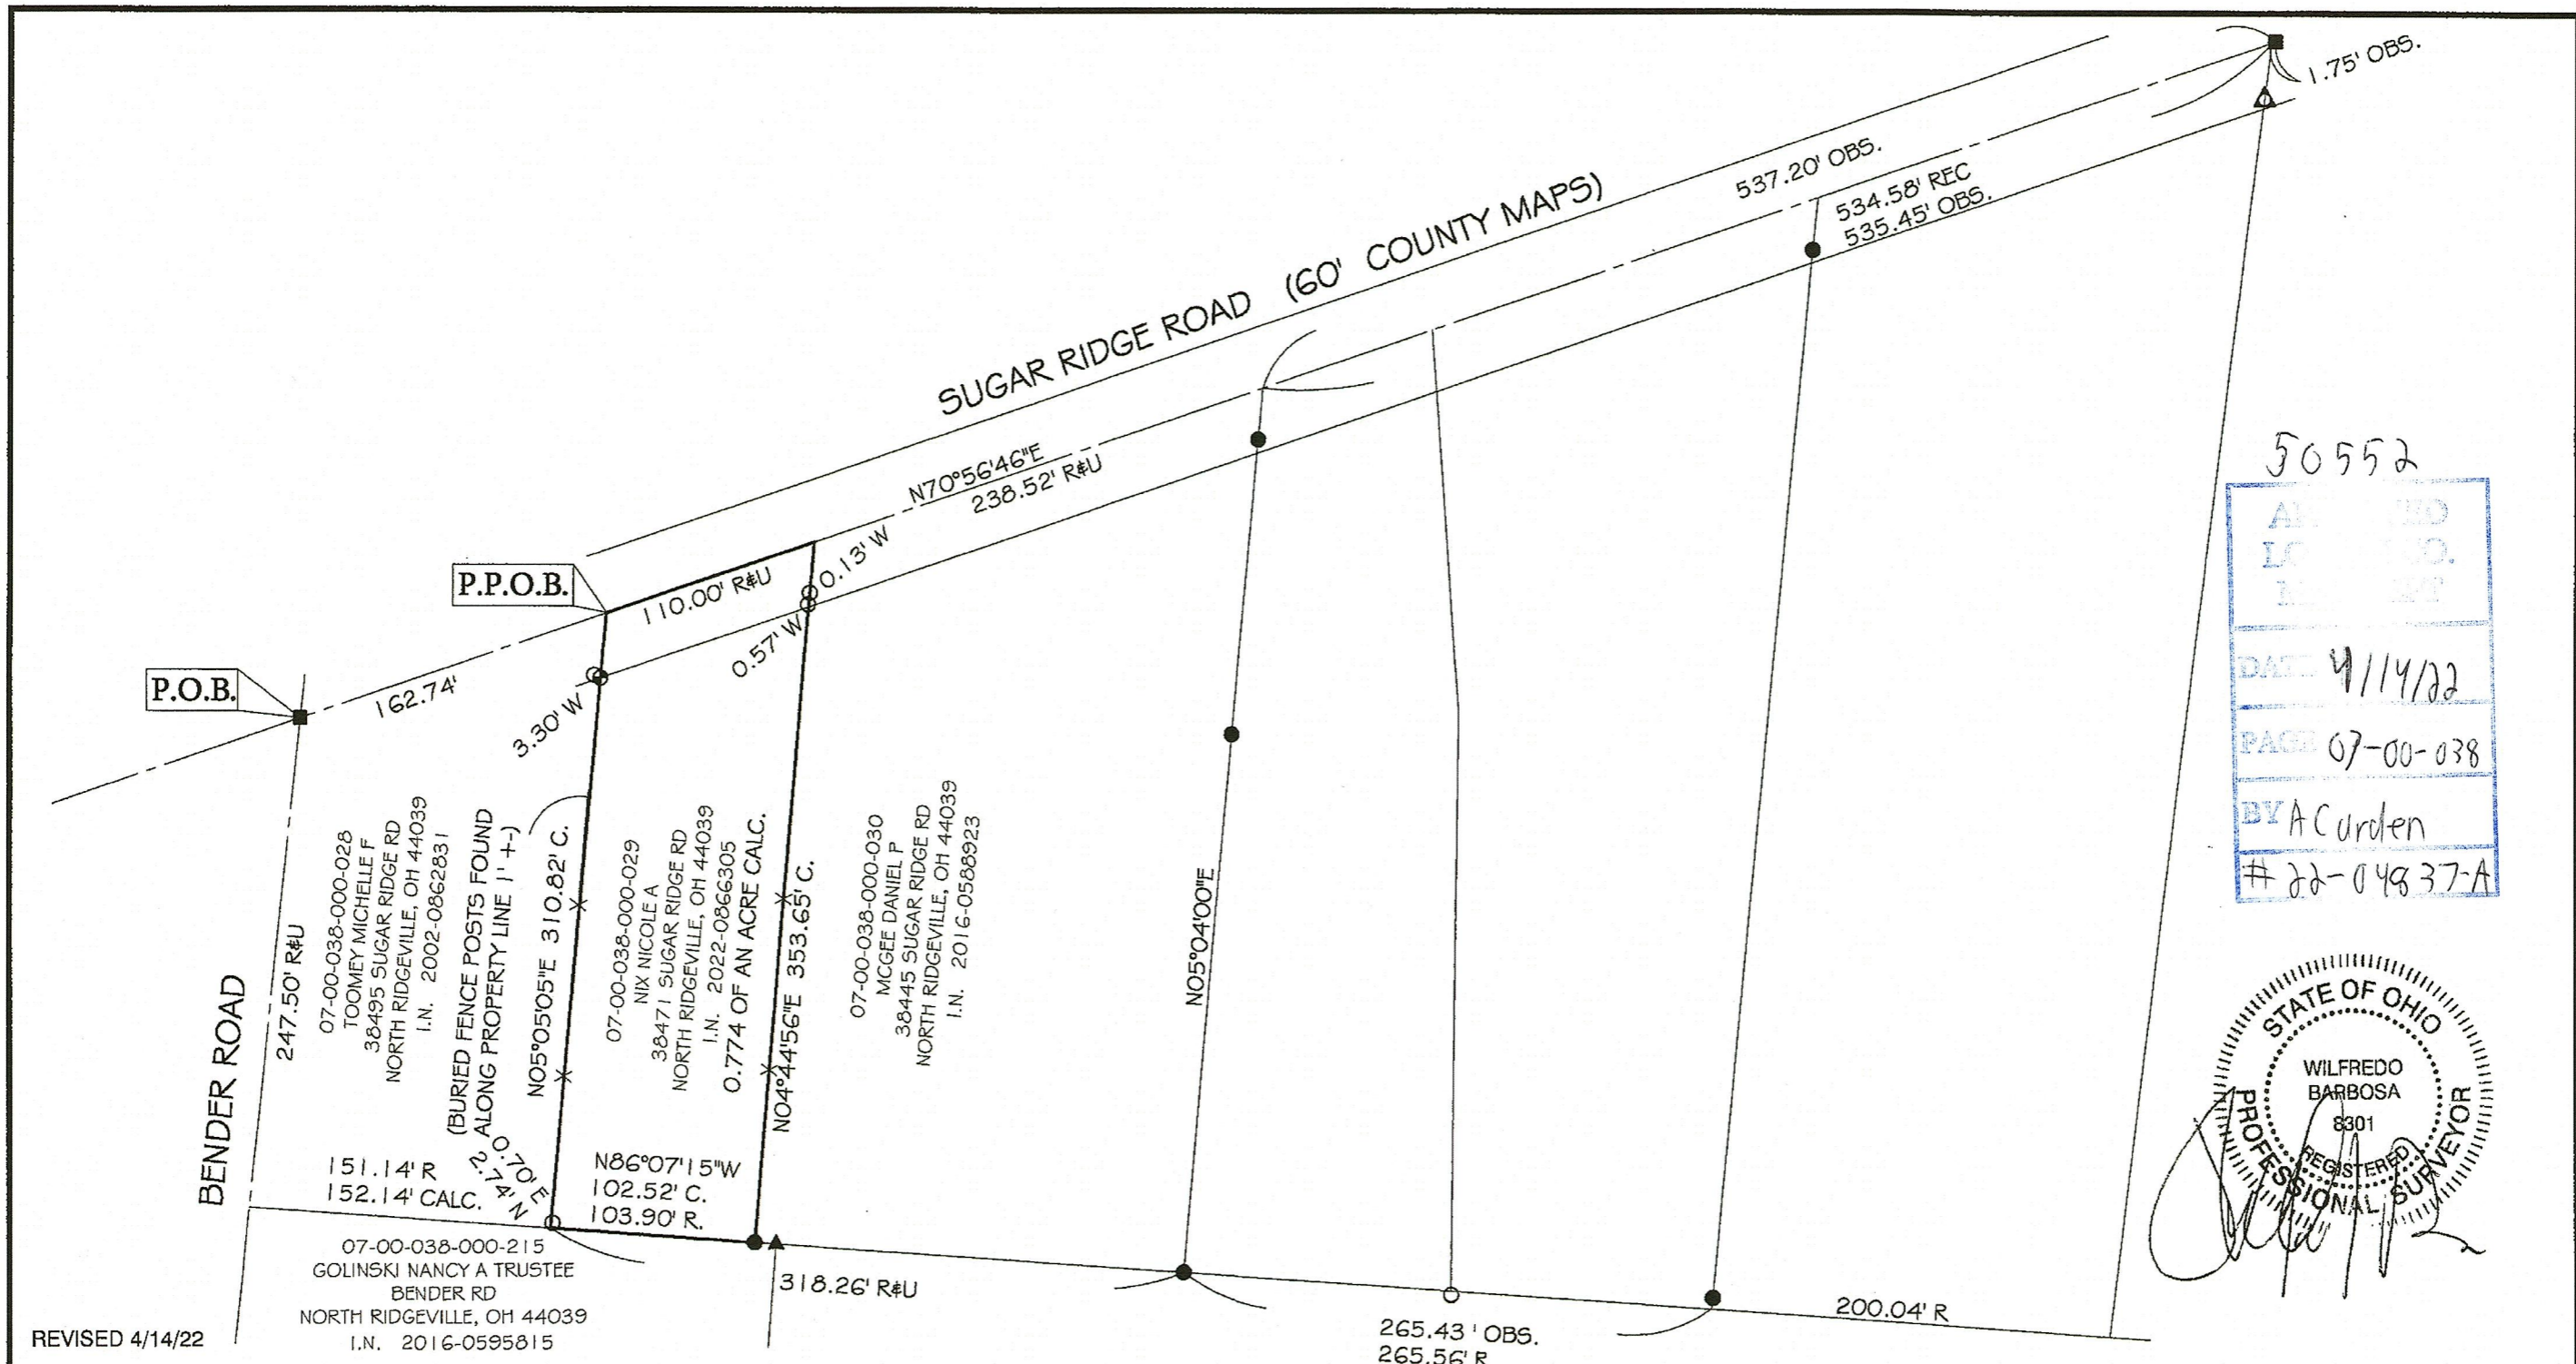 1.75' OBS.
537.20' OBS.
534.58' REC
535.45' OBS.
SUGAR RIDGE ROAD (60' COUNTY MAPS)
N70°56'46"E
238.52' R&U
P.P.O.B.
110.00' R&U
0.13' W
0.57' W
P.O.B.
162.74'
3.30' W
50552
DATE 4/14/22
PAGE 07-00-038
BY A Carden
# 22-04837-A
BENDER ROAD
247.50' R&U
07-00-038-000-028
TOOMEY MICHELLE F
38495 SUGAR RIDGE RD
NORTH RIDGEVILLE, OH 44039
I.N. 2002-0862831
(BURIED FENCE POSTS FOUND
ALONG PROPERTY LINE 1' +-)
N05°05'05"E 310.82' C.
07-00-038-000-029
NIX NICOLE A
38471 SUGAR RIDGE RD
NORTH RIDGEVILLE, OH 44039
I.N. 2022-0866305
0.774 OF AN ACRE CALC.
N04°44'56"E 353.65' C.
07-00-038-000-030
MCGEE DANIEL P
38445 SUGAR RIDGE RD
NORTH RIDGEVILLE, OH 44039
I.N. 2016-0588923
N05°04'00"E
STATE OF OHIO
WILFREDO
BARBOSA
8301
REGISTERED
PROFESSIONAL SURVEYOR
0.70' E
2.74' N
151.14' R
152.14' CALC.
N86°07'15"W
102.52' C.
103.90' R.
07-00-038-000-215
GOLINSKI NANCY A TRUSTEE
BENDER RD
NORTH RIDGEVILLE, OH 44039
I.N. 2016-0595815
318.26' R&U
265.43' OBS.
265.56' R
200.04' R
REVISED 4/14/22